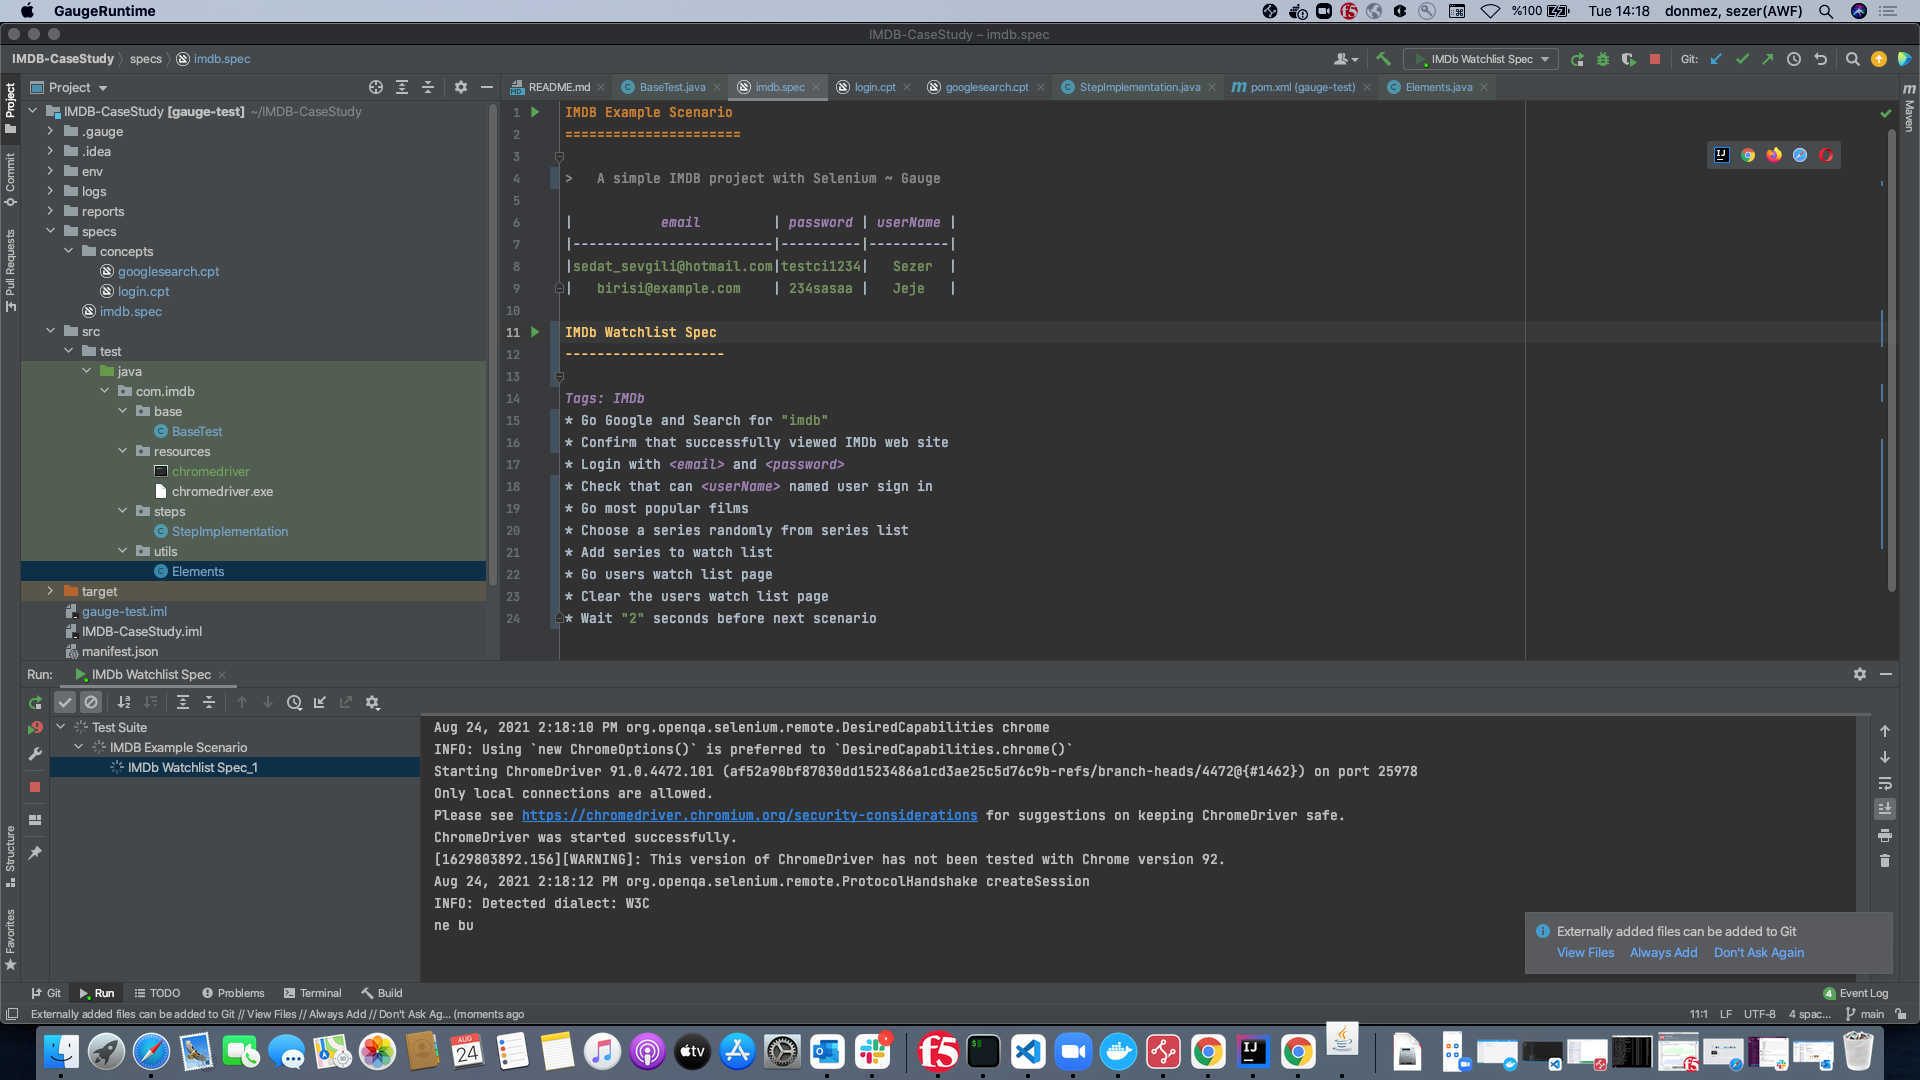 GaugeRuntime
%100
Tue 14:18
donmez, sezer(AWF)
IMDB-CaseStudy – imdb.spec
IMDB-CaseStudy
specs
imdb.spec
IMDb Watchlist Spec
Git:
Project
README.md
BaseTest.java
imdb.spec
login.cpt
googlesearch.cpt
StepImplementation.java
pom.xml (gauge-test)
Elements.java
Project
Commit
Pull Requests
Structure
Favorites
Maven
IMDB-CaseStudy [gauge-test] ~/IMDB-CaseStudy
.gauge
.idea
env
logs
reports
specs
concepts
googlesearch.cpt
login.cpt
imdb.spec
src
test
java
com.imdb
base
BaseTest
resources
chromedriver
chromedriver.exe
steps
StepImplementation
utils
Elements
target
gauge-test.iml
IMDB-CaseStudy.iml
manifest.json
1 IMDB Example Scenario
2 ======================
3
4 > A simple IMDB project with Selenium ~ Gauge
5
6 | email | password | userName |
7 |-------------------------|----------|----------|
8 |sedat_sevgili@hotmail.com|testci1234| Sezer |
9 | birisi@example.com | 234sasaa | Jeje |
10
11 IMDb Watchlist Spec
12 --------------------
13
14 Tags: IMDb
15 * Go Google and Search for "imdb"
16 * Confirm that successfully viewed IMDb web site
17 * Login with <email> and <password>
18 * Check that can <userName> named user sign in
19 * Go most popular films
20 * Choose a series randomly from series list
21 * Add series to watch list
22 * Go users watch list page
23 * Clear the users watch list page
24 * Wait "2" seconds before next scenario
Run:
IMDb Watchlist Spec
Test Suite
IMDB Example Scenario
IMDb Watchlist Spec_1
Aug 24, 2021 2:18:10 PM org.openqa.selenium.remote.DesiredCapabilities chrome
INFO: Using `new ChromeOptions()` is preferred to `DesiredCapabilities.chrome()`
Starting ChromeDriver 91.0.4472.101 (af52a90bf87030dd1523486a1cd3ae25c5d76c9b-refs/branch-heads/4472@{#1462}) on port 25978
Only local connections are allowed.
Please see https://chromedriver.chromium.org/security-considerations for suggestions on keeping ChromeDriver safe.
ChromeDriver was started successfully.
[1629803892.156][WARNING]: This version of ChromeDriver has not been tested with Chrome version 92.
Aug 24, 2021 2:18:12 PM org.openqa.selenium.remote.ProtocolHandshake createSession
INFO: Detected dialect: W3C
ne bu
Externally added files can be added to Git
View Files
Always Add
Don't Ask Again
Git
Run
TODO
Problems
Terminal
Build
4 Event Log
Externally added files can be added to Git // View Files // Always Add // Don't Ask Ag... (moments ago
11:1
LF
UTF-8
4 spac...
main
AUG
24
tv
f5
IJ